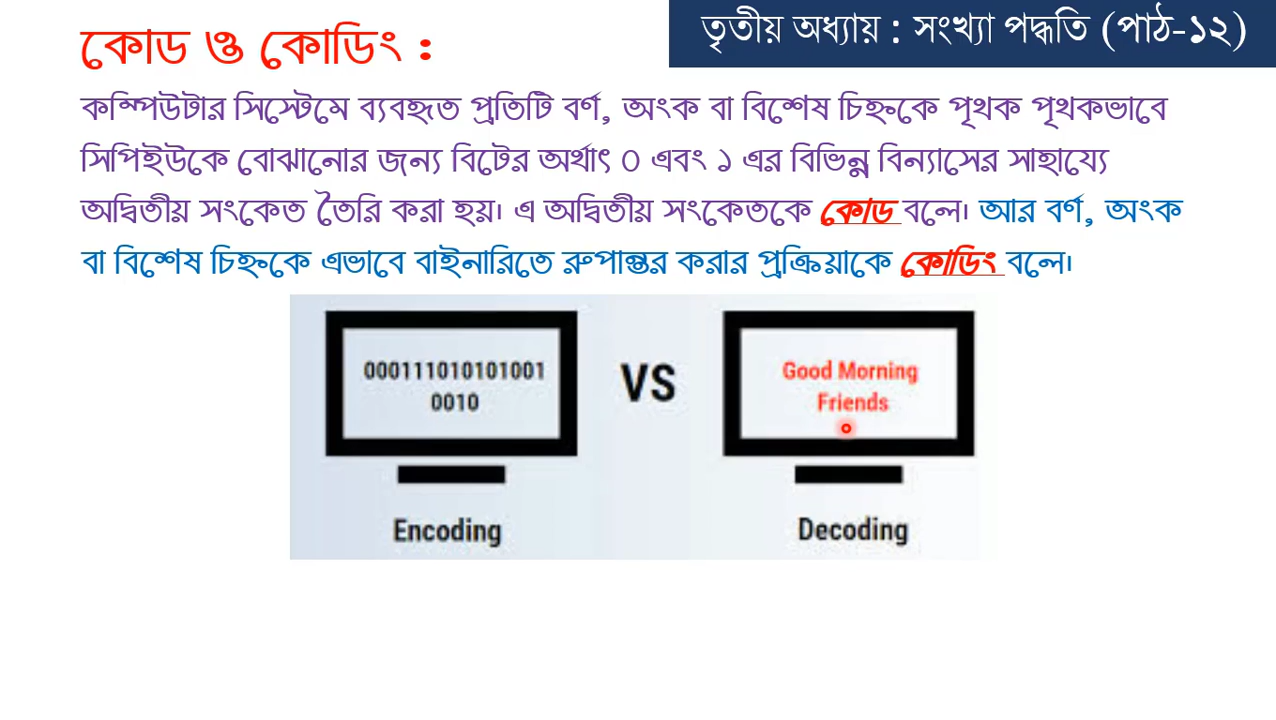 তৃতীয় অধ্যায় : সংখ্যা পদ্ধতি (পাঠ-১২)
কোড ও কোডিং :
কম্পিউটার সিস্টেমে ব্যবহৃত প্রতিটি বর্ণ, অংক বা বিশেষ চিহ্নকে পৃথক পৃথকভাবে
সিপিইউকে বোঝানোর জন্য বিটের অর্থাৎ ০ এবং ১ এর বিভিন্ন বিন্যাসের সাহায্যে
অদ্বিতীয় সংকেত তৈরি করা হয়। এ অদ্বিতীয় সংকেতকে কোড বলে। আর বর্ণ, অংক
বা বিশেষ চিহ্নকে এভাবে বাইনারিতে রুপান্তর করার প্রক্রিয়াকে কোডিং বলে।
000111010101001
0010
VS
Good Morning
Friends
Encoding
Decoding